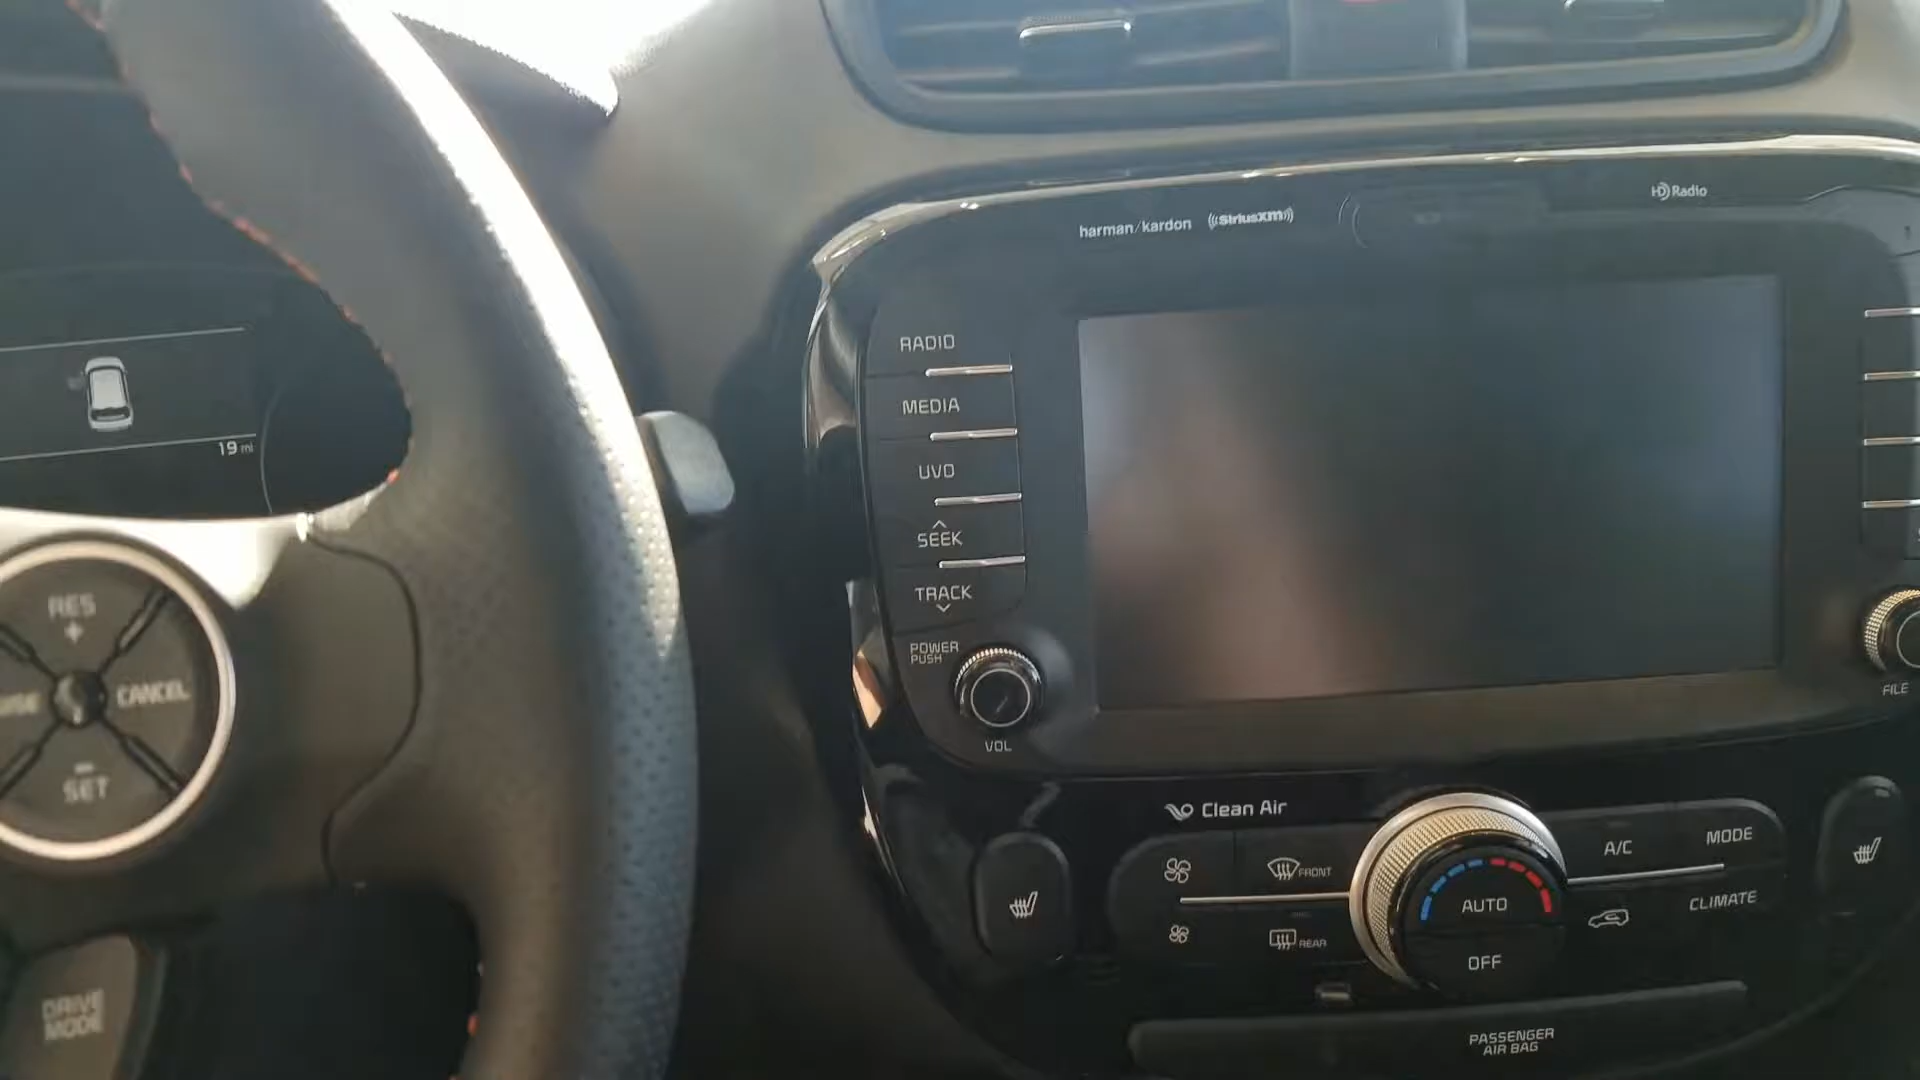 harman/kardon
((SiriusXM))
HD Radio
RADIO
MEDIA
UVO
SEEK
TRACK
POWER
PUSH
VOL
FILE
19 mi
RES
+
CANCEL
-
SET
DRIVE
MODE
Clean Air
FRONT
REAR
AUTO
OFF
A/C
MODE
CLIMATE
PASSENGER
AIR BAG